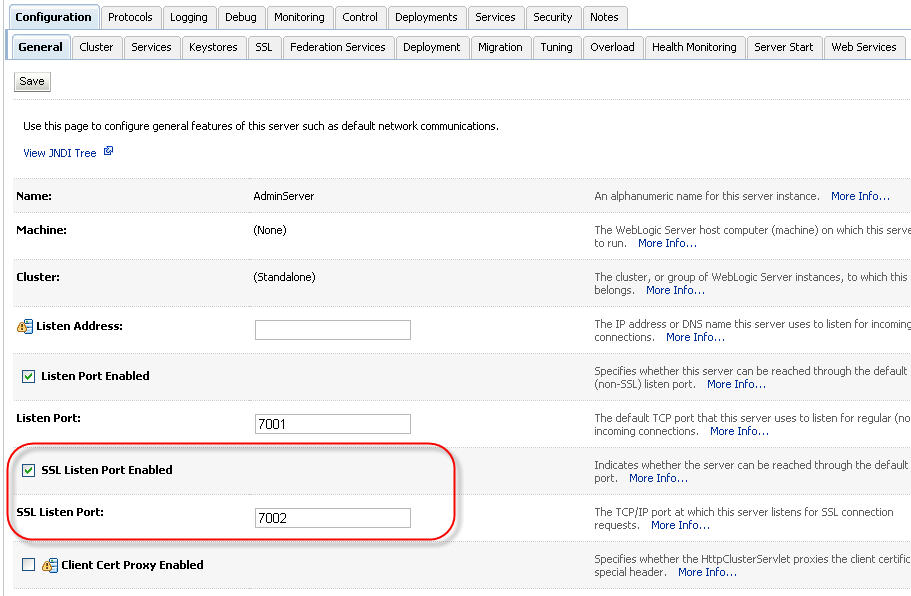 Configuration Protocols Logging Debug Monitoring Control Deployments Services Security Notes
General Cluster Services Keystores SSL Federation Services Deployment Migration Tuning Overload Health Monitoring Server Start Web Services
Save
Use this page to configure general features of this server such as default network communications.
View JNDI Tree
Name: AdminServer An alphanumeric name for this server instance. More Info...
Machine: (None) The WebLogic Server host computer (machine) on which this serve
to run. More Info...
Cluster: (Standalone) The cluster, or group of WebLogic Server instances, to which this
belongs. More Info...
Listen Address: The IP address or DNS name this server uses to listen for incoming
connections. More Info...
Listen Port Enabled Specifies whether this server can be reached through the default
(non-SSL) listen port. More Info...
Listen Port: 7001 The default TCP port that this server uses to listen for regular (no
incoming connections. More Info...
SSL Listen Port Enabled Indicates whether the server can be reached through the default
port. More Info...
SSL Listen Port: 7002 The TCP/IP port at which this server listens for SSL connection
requests. More Info...
Client Cert Proxy Enabled Specifies whether the HttpClusterServlet proxies the client certific
special header. More Info...